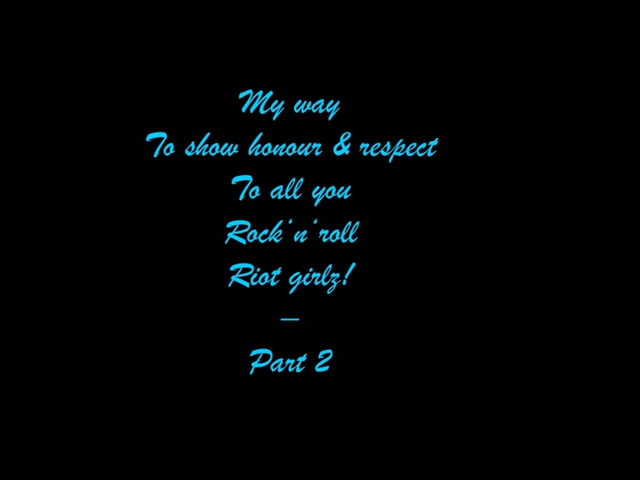 My way
To show honour & respect
To all you
Rock'n'roll
Riot girlz!
–
Part 2